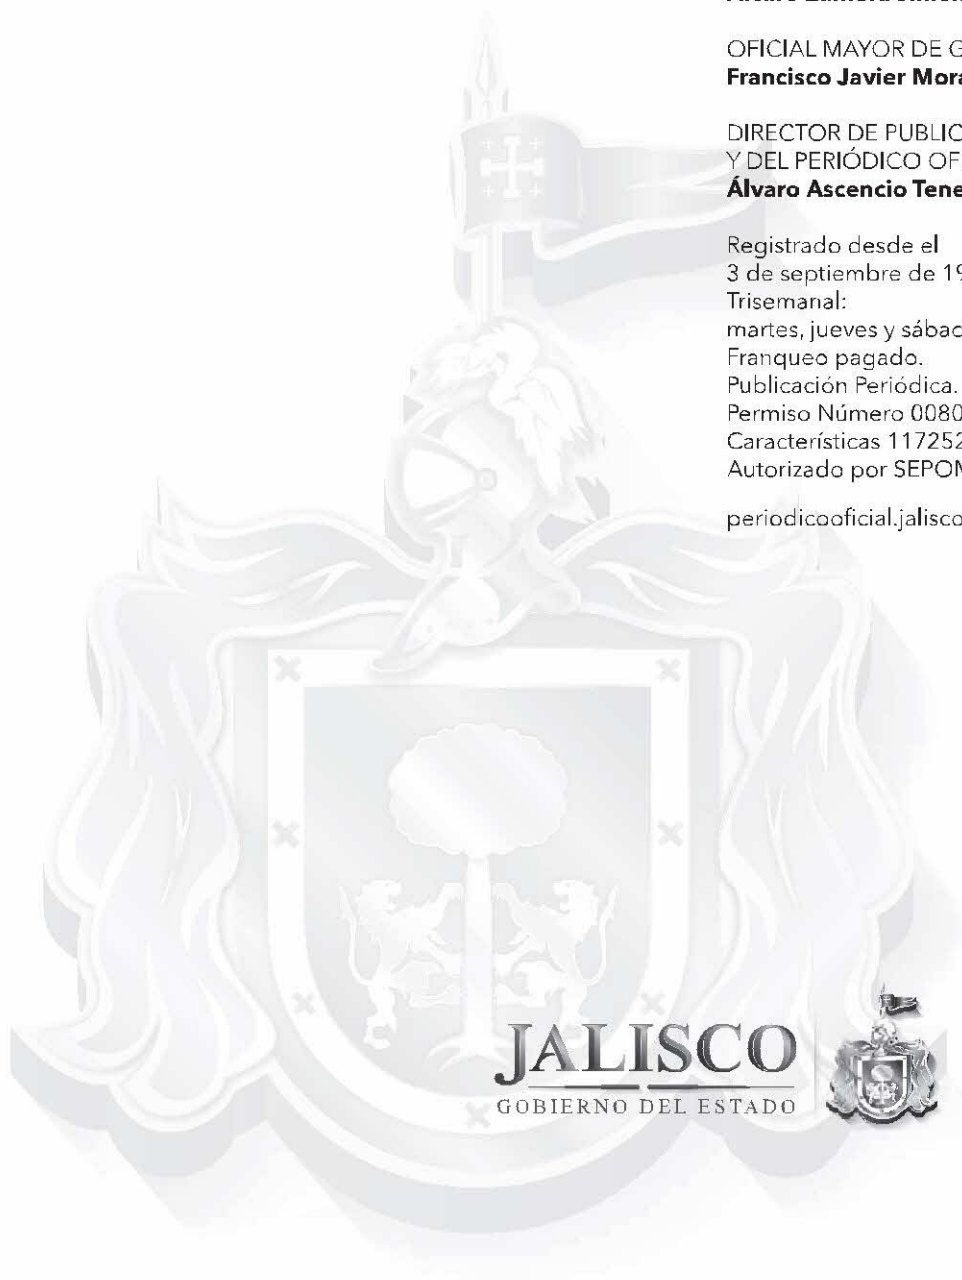 OFICIAL MAYOR DE G
Francisco Javier Mora
DIRECTOR DE PUBLIC
Y DEL PERIÓDICO OF
Álvaro Ascencio Tene
Registrado desde el
3 de septiembre de 19
Trisemanal:
martes, jueves y sábad
Franqueo pagado.
Publicación Periódica.
Permiso Número 0080
Características 117252
Autorizado por SEPOM
periodicooficial.jalisco
JALISCO
GOBIERNO DEL ESTADO